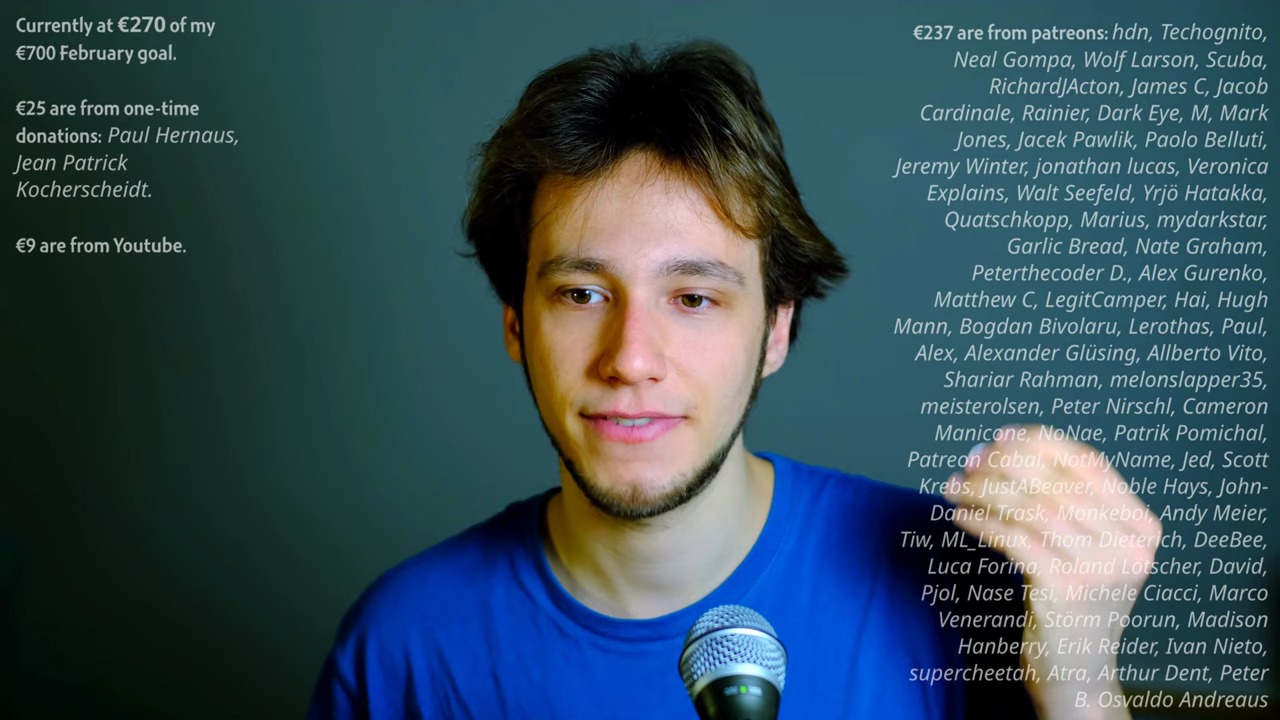 Currently at €270 of my
€700 February goal.
€25 are from one-time
donations: Paul Hernaus,
Jean Patrick
Kocherscheidt.
€9 are from Youtube.
€237 are from patreons: hdn, Techognito,
Neal Gompa, Wolf Larson, Scuba,
RichardJActon, James C, Jacob
Cardinale, Rainier, Dark Eye, M, Mark
Jones, Jacek Pawlik, Paolo Belluti,
Jeremy Winter, jonathan lucas, Veronica
Explains, Walt Seefeld, Yrjö Hatakka,
Quatschkopp, Marius, mydarkstar,
Garlic Bread, Nate Graham,
Peterthecoder D., Alex Gurenko,
Matthew C, LegitCamper, Hai, Hugh
Mann, Bogdan Bivolaru, Lerothas, Paul,
Alex, Alexander Glüsing, Allberto Vito,
Shariar Rahman, melonslapper35,
meisterolsen, Peter Nirschl, Cameron
Manicone, NoNae, Patrik Pomichal,
Patreon Cabal, NotMyName, Jed, Scott
Krebs, JustABeaver, Noble Hays, John-
Daniel Trask, Monkeboi, Andy Meier,
Tiw, ML_Linux, Thom Dieterich, DeeBee,
Luca Forina, Roland Lötscher, David,
Pjol, Nase Tesi, Michele Ciacci, Marco
Venerandi, Störm Poorun, Madison
Hanberry, Erik Reider, Ivan Nieto,
supercheetah, Atra, Arthur Dent, Peter
B. Osvaldo Andreaus